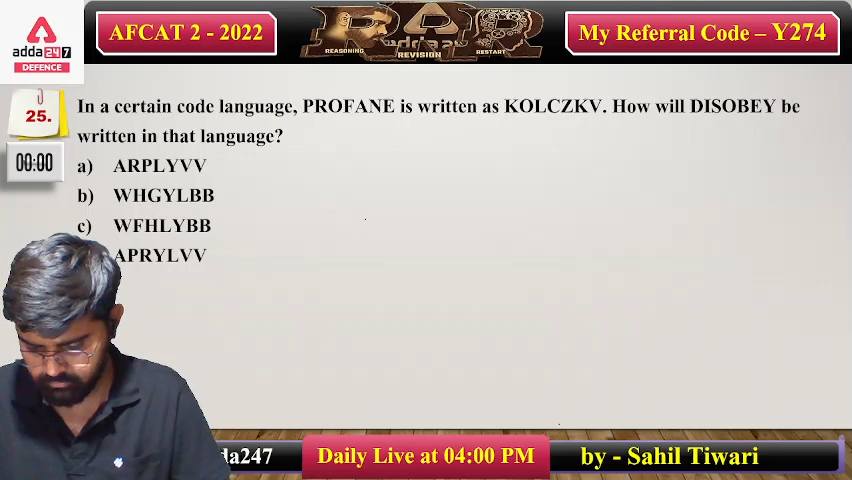 adda247
DEFENCE
AFCAT 2 - 2022
REASONING
adda247
REVISION
RESTART
My Referral Code – Y274
25.
00:00
In a certain code language, PROFANE is written as KOLCZKV. How will DISOBEY be
written in that language?
a) ARPLYVV
b) WHGYLBB
c) WFHLYBB
APRYLVV
da247
Daily Live at 04:00 PM
by - Sahil Tiwari